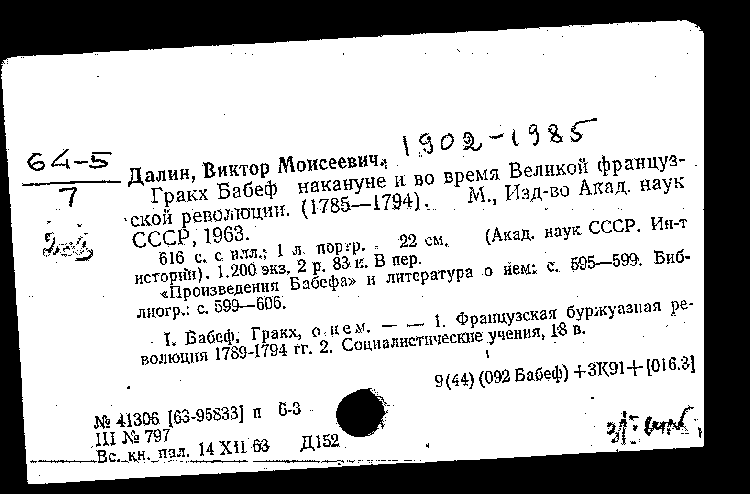 1902-1985
64-5
7
Далин, Виктор Моисеевич.
Гракх Бабеф накануне и во время Великой француз-
ской революции. (1785—1794). М., Изд-во Акад. наук
СССР, 1963.
616 с. с илл.; 1 л. портр. 22 см. (Акад. наук СССР. Ин-т
истории). 1.200 экз. 2 р. 83 к. В пер.
«Произведения Бабефа» и литература о нем: с. 595—599. Биб-
лиогр.: с. 599—606.
I. Бабеф, Гракх, о нем. — — 1. Французская буржуазная ре-
волюция 1789-1794 гг. 2. Социалистические учения, 18 в.
9(44) (092 Бабеф) +3К91+[016.3]
№ 41306 [63-95833] п 6-3
III № 797
Вс. кн. пал. 14 XII 63 Д152